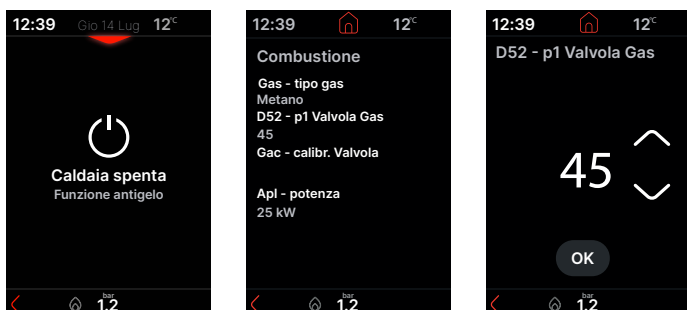 12:39 Gio 14 Lug 12°C
Caldaia spenta
Funzione antigelo
bar
1.2
12:39 12°C
Combustione
Gas - tipo gas
Metano
D52 - p1 Valvola Gas
45
Gac - calibr. Valvola
Apl - potenza
25 kW
bar
1.2
12:39 12°C
D52 - p1 Valvola Gas
45
OK
bar
1.2